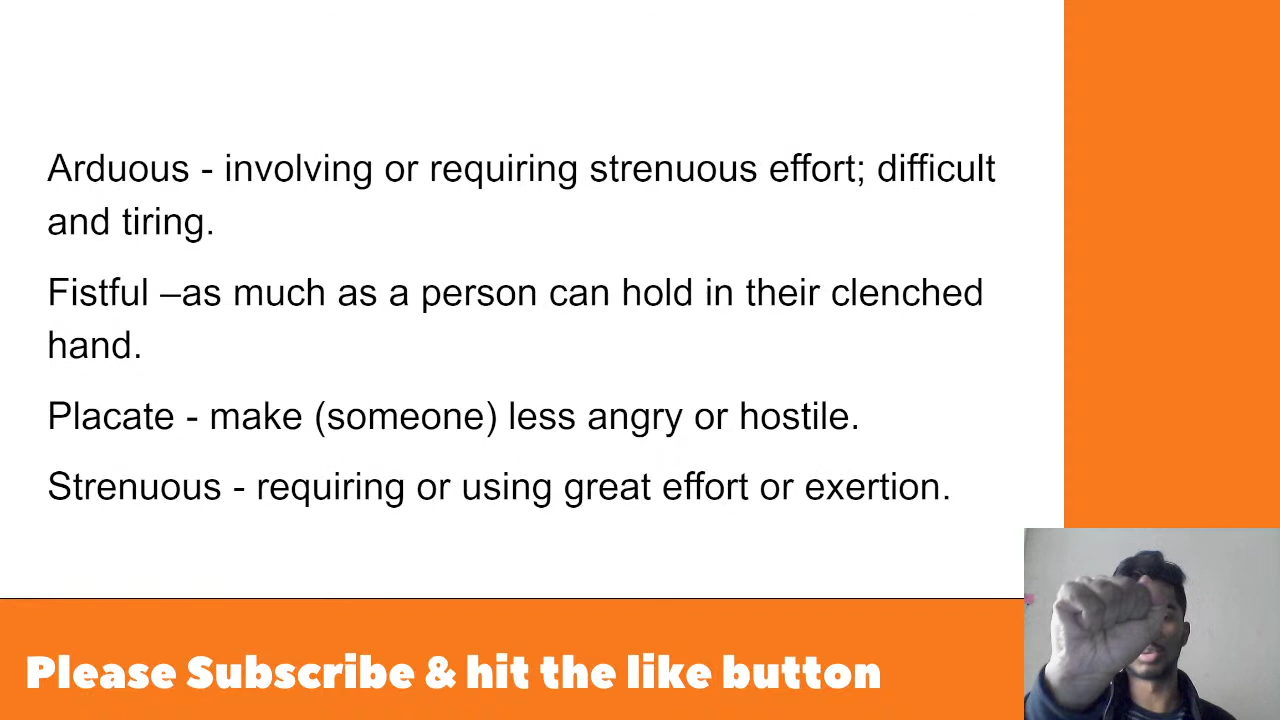 Arduous - involving or requiring strenuous effort; difficult
and tiring.
Fistful –as much as a person can hold in their clenched
hand.
Placate - make (someone) less angry or hostile.
Strenuous - requiring or using great effort or exertion.
Please Subscribe & hit the like button